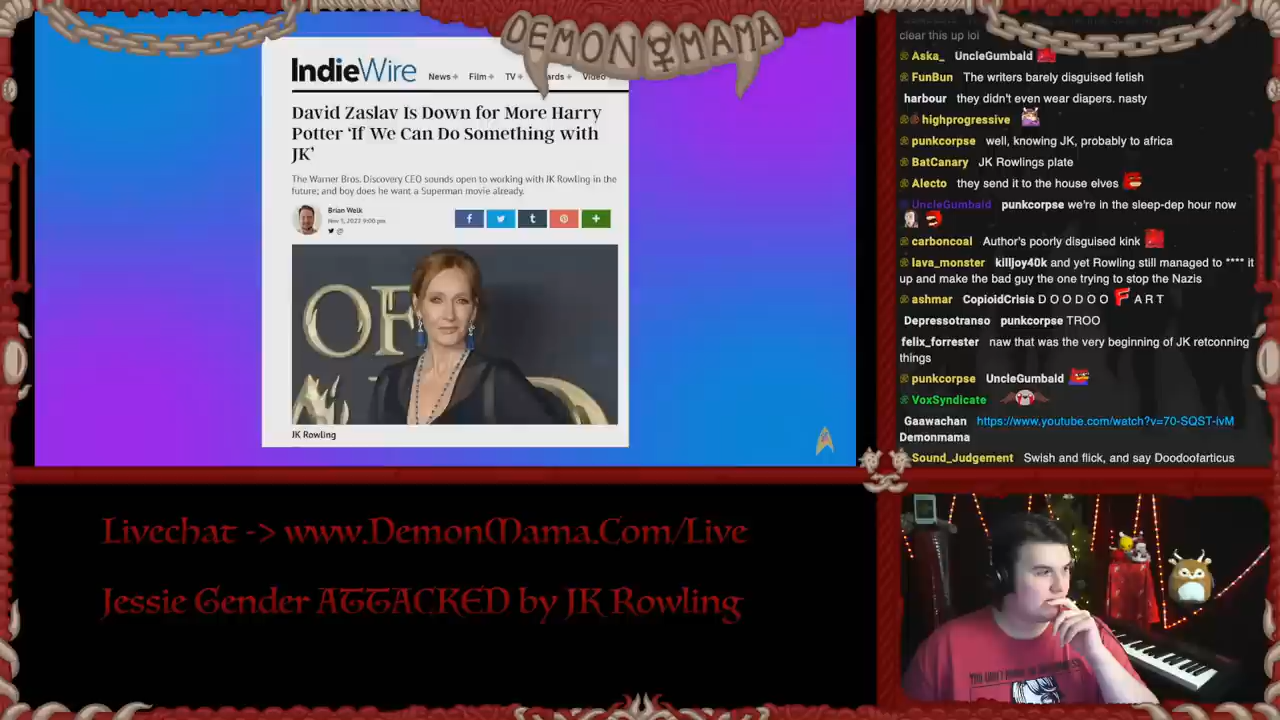 DEMON MAMA
IndieWire
News+ Film+ TV+ Awards+ Video
David Zaslav Is Down for More Harry
Potter ‘If We Can Do Something with
JK’
The Warner Bros. Discovery CEO sounds open to working with JK Rowling in the
future; and boy does he want a Superman movie already.
Brian Welk
Nov 3, 2022 9:00 pm
@
OF
JK Rowling
clear this up lol
Aska_ UncleGumbald
FunBun The writers barely disguised fetish
harbour they didn't even wear diapers. nasty
highprogressive
punkcorpse well, knowing JK, probably to africa
BatCanary JK Rowlings plate
Alecto they send it to the house elves
UncleGumbald punkcorpse we're in the sleep-dep hour now
carboncoal Author's poorly disguised kink
lava_monster killjoy40k and yet Rowling still managed to **** it
up and make the bad guy the one trying to stop the Nazis
ashmar CopioidCrisis D O O D O O F A R T
Depressotranso punkcorpse TROO
felix_forrester naw that was the very beginning of JK retconning
things
punkcorpse UncleGumbald
VoxSyndicate
Gaawachan https://www.youtube.com/watch?v=70-SQST-ivM
Demonmama
Sound_Judgement Swish and flick, and say Doodoofarticus
Livechat -> www.DemonMama.Com/Live
Jessie Gender ATTACKED by JK Rowling